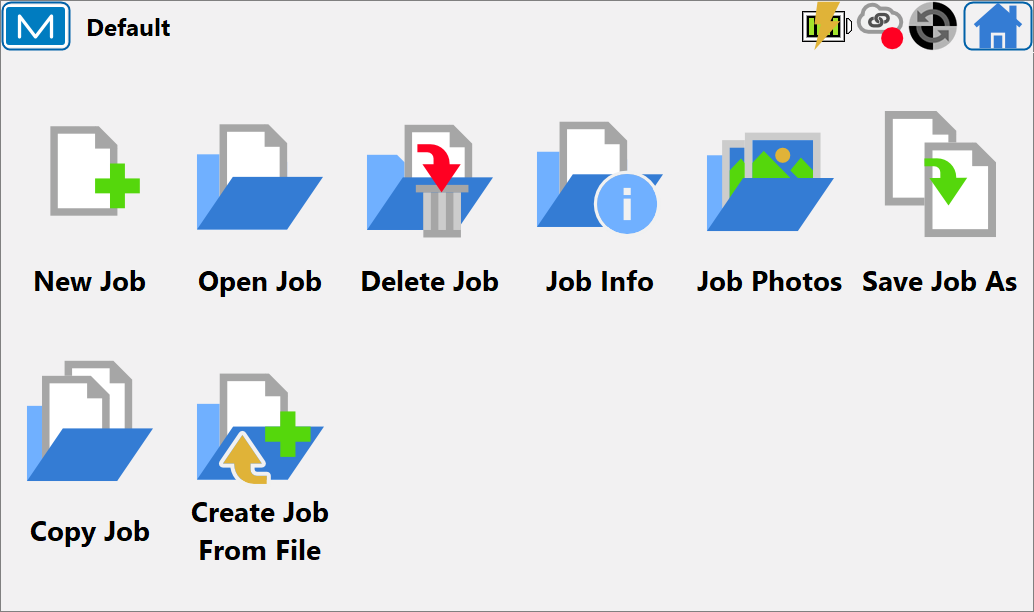 Default
New Job
Open Job
Delete Job
Job Info
Job Photos
Save Job As
Copy Job
Create Job
From File